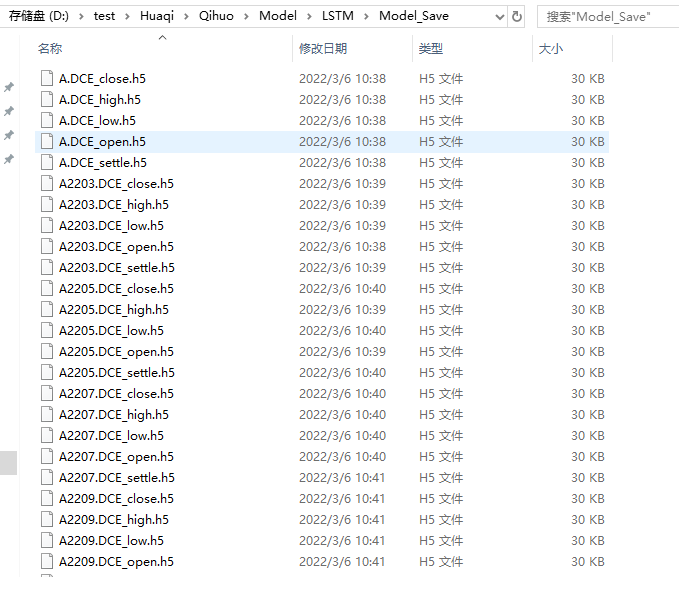 存储盘 (D:) › test › Huaqi › Qihuo › Model › LSTM › Model_Save 搜索"Model_Save"
名称 修改日期 类型 大小
A.DCE_close.h5 2022/3/6 10:38 H5 文件 30 KB
A.DCE_high.h5 2022/3/6 10:38 H5 文件 30 KB
A.DCE_low.h5 2022/3/6 10:38 H5 文件 30 KB
A.DCE_open.h5 2022/3/6 10:38 H5 文件 30 KB
A.DCE_settle.h5 2022/3/6 10:38 H5 文件 30 KB
A2203.DCE_close.h5 2022/3/6 10:39 H5 文件 30 KB
A2203.DCE_high.h5 2022/3/6 10:39 H5 文件 30 KB
A2203.DCE_low.h5 2022/3/6 10:39 H5 文件 30 KB
A2203.DCE_open.h5 2022/3/6 10:38 H5 文件 30 KB
A2203.DCE_settle.h5 2022/3/6 10:39 H5 文件 30 KB
A2205.DCE_close.h5 2022/3/6 10:40 H5 文件 30 KB
A2205.DCE_high.h5 2022/3/6 10:39 H5 文件 30 KB
A2205.DCE_low.h5 2022/3/6 10:40 H5 文件 30 KB
A2205.DCE_open.h5 2022/3/6 10:39 H5 文件 30 KB
A2205.DCE_settle.h5 2022/3/6 10:40 H5 文件 30 KB
A2207.DCE_close.h5 2022/3/6 10:40 H5 文件 30 KB
A2207.DCE_high.h5 2022/3/6 10:40 H5 文件 30 KB
A2207.DCE_low.h5 2022/3/6 10:40 H5 文件 30 KB
A2207.DCE_open.h5 2022/3/6 10:40 H5 文件 30 KB
A2207.DCE_settle.h5 2022/3/6 10:41 H5 文件 30 KB
A2209.DCE_close.h5 2022/3/6 10:41 H5 文件 30 KB
A2209.DCE_high.h5 2022/3/6 10:41 H5 文件 30 KB
A2209.DCE_low.h5 2022/3/6 10:41 H5 文件 30 KB
A2209.DCE_open.h5 2022/3/6 10:41 H5 文件 30 KB